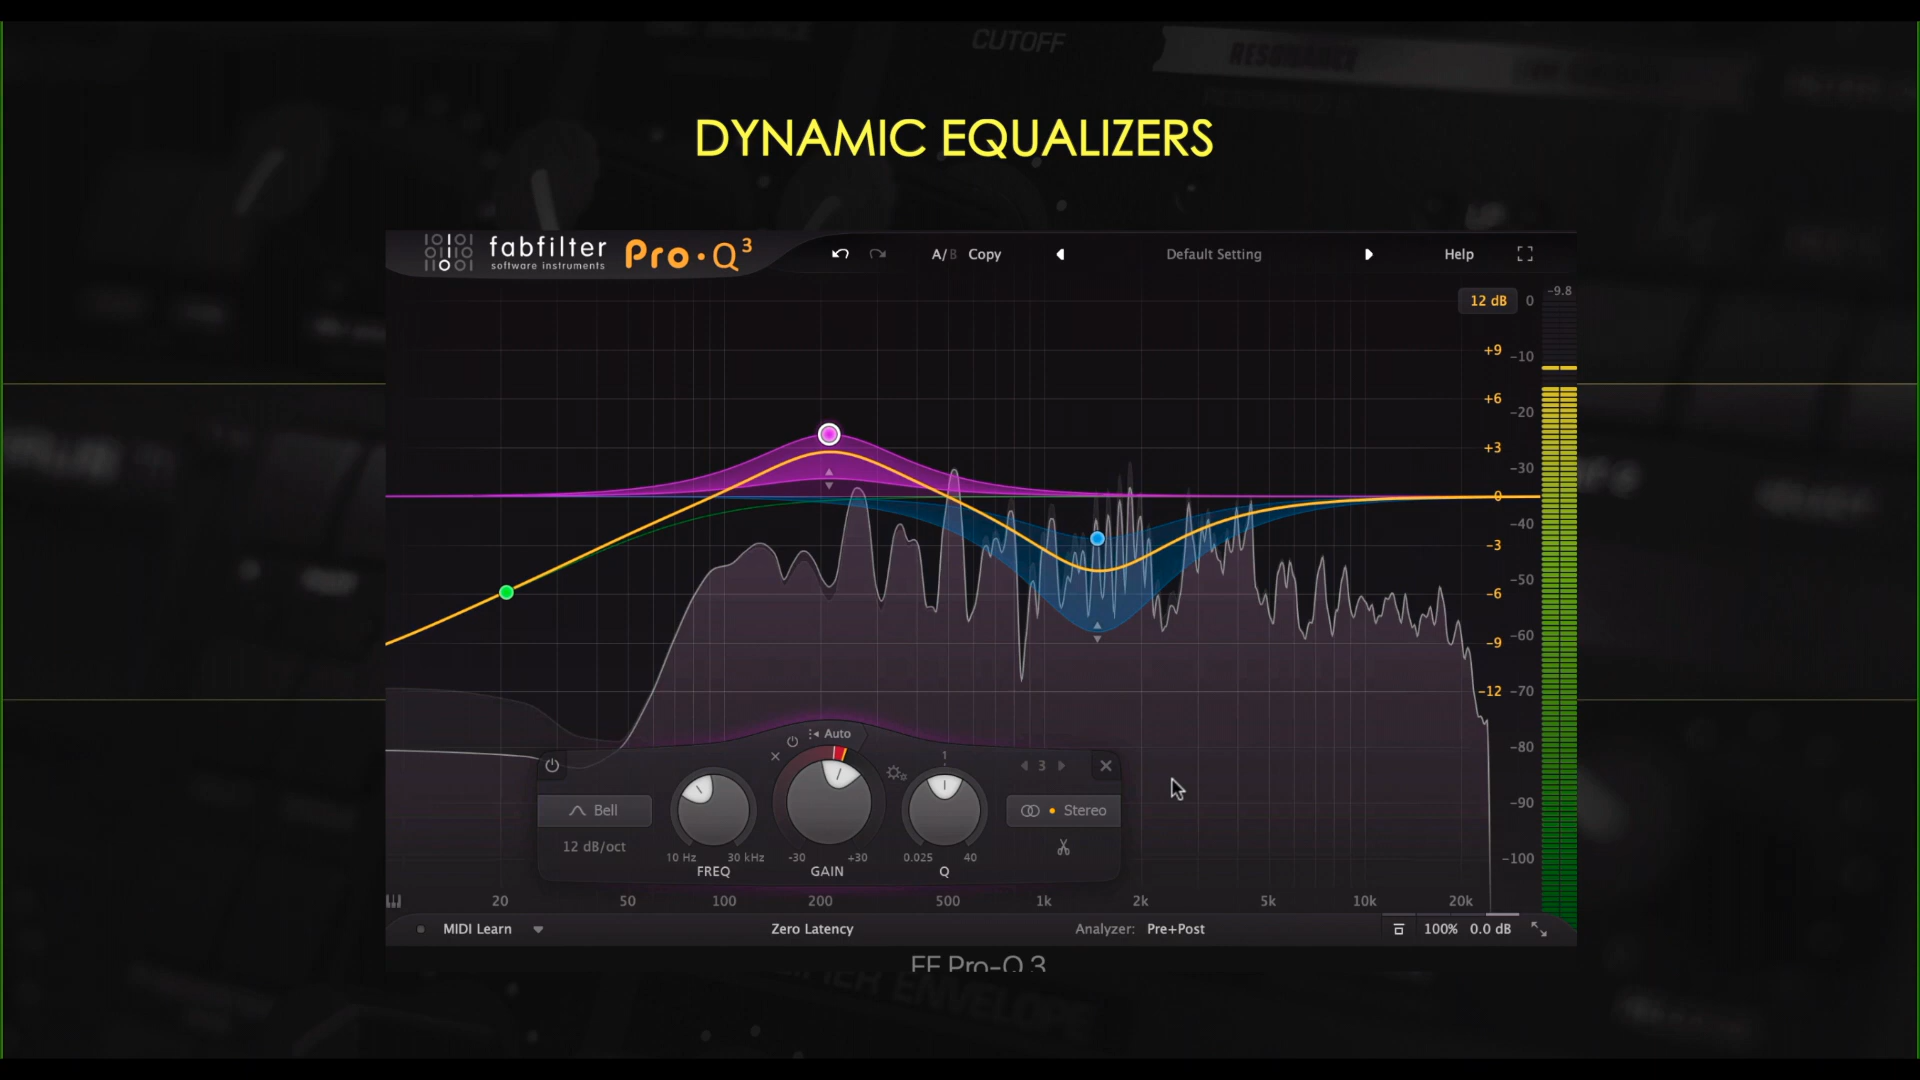 CUTOFF
RESONANCE
DYNAMIC EQUALIZERS
fabfilter
software instruments
Pro·Q3
A/B Copy
Default Setting
Help
12 dB 0 -9.8
+9 -10
+6 -20
+3 -30
0 -40
-3 -50
-6 -60
-9 -70
-12 -80
-90
-100
Auto
3
1
Bell
Stereo
12 dB/oct
10 Hz 30 kHz
-30 +30
0.025 40
FREQ
GAIN
Q
20 50 100 200 500 1k 2k 5k 10k 20k
MIDI Learn
Zero Latency
Analyzer: Pre+Post
100% 0.0 dB
FF Pro-Q 3
ENVELOPE